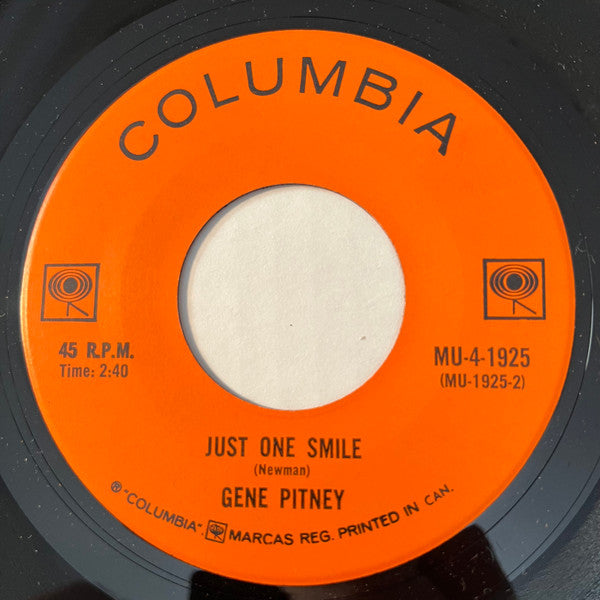 COLUMBIA
45 R.P.M.
Time: 2:40
MU-4-1925
(MU-1925-2)
JUST ONE SMILE
(Newman)
GENE PITNEY
® "COLUMBIA". MARCAS REG. PRINTED IN CAN.